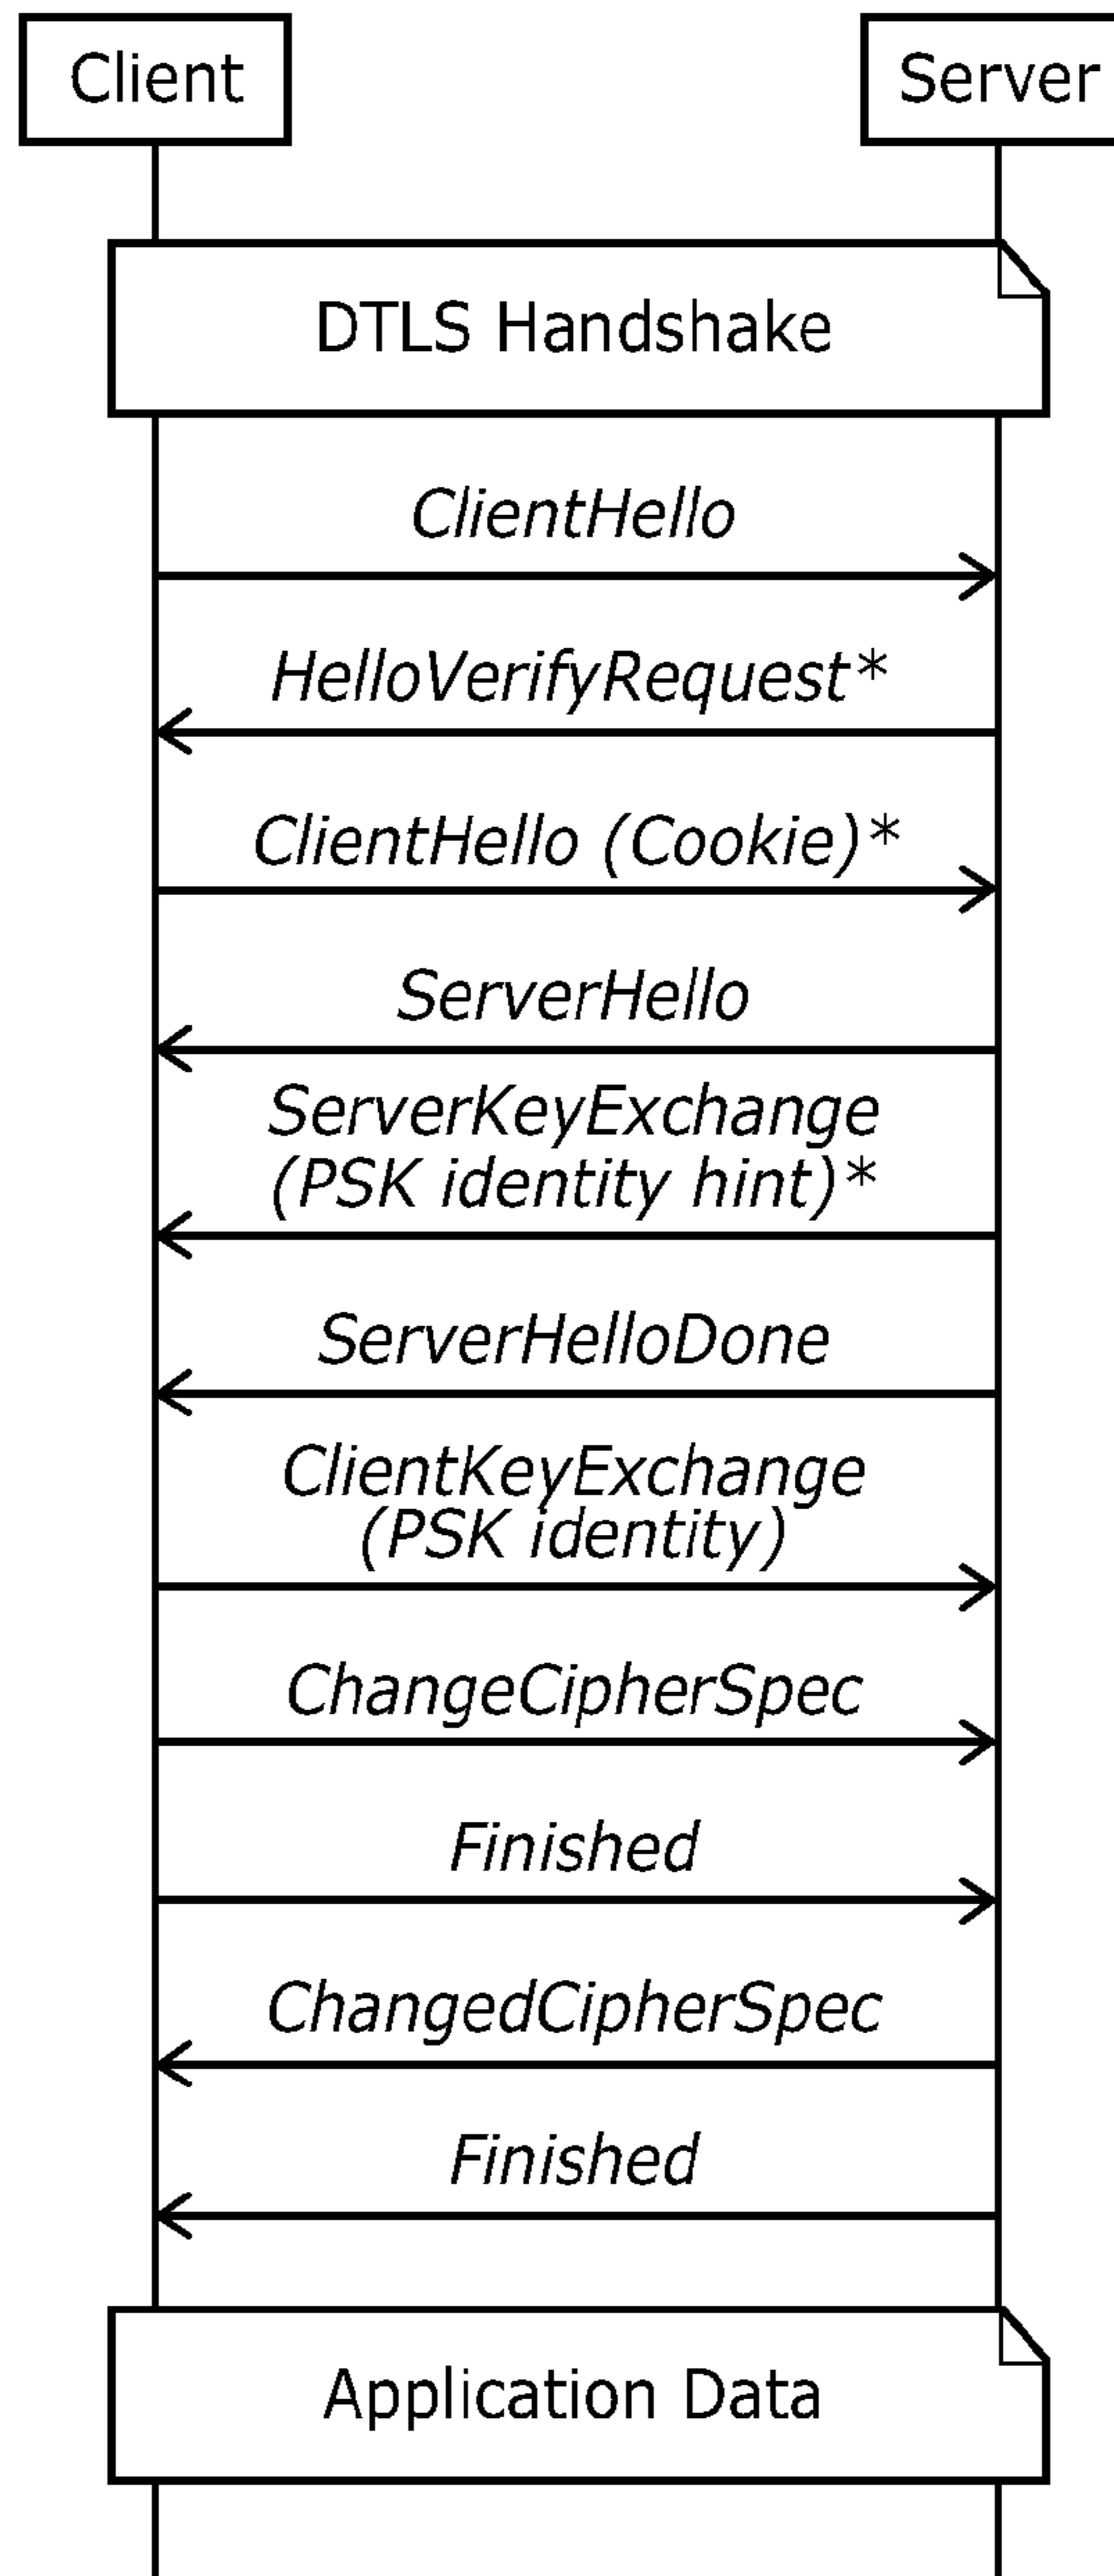 Client
Server
DTLS Handshake
ClientHello
HelloVerifyRequest*
ClientHello (Cookie)*
ServerHello
ServerKeyExchange
(PSK identity hint)*
ServerHelloDone
ClientKeyExchange
(PSK identity)
ChangeCipherSpec
Finished
ChangedCipherSpec
Finished
Application Data